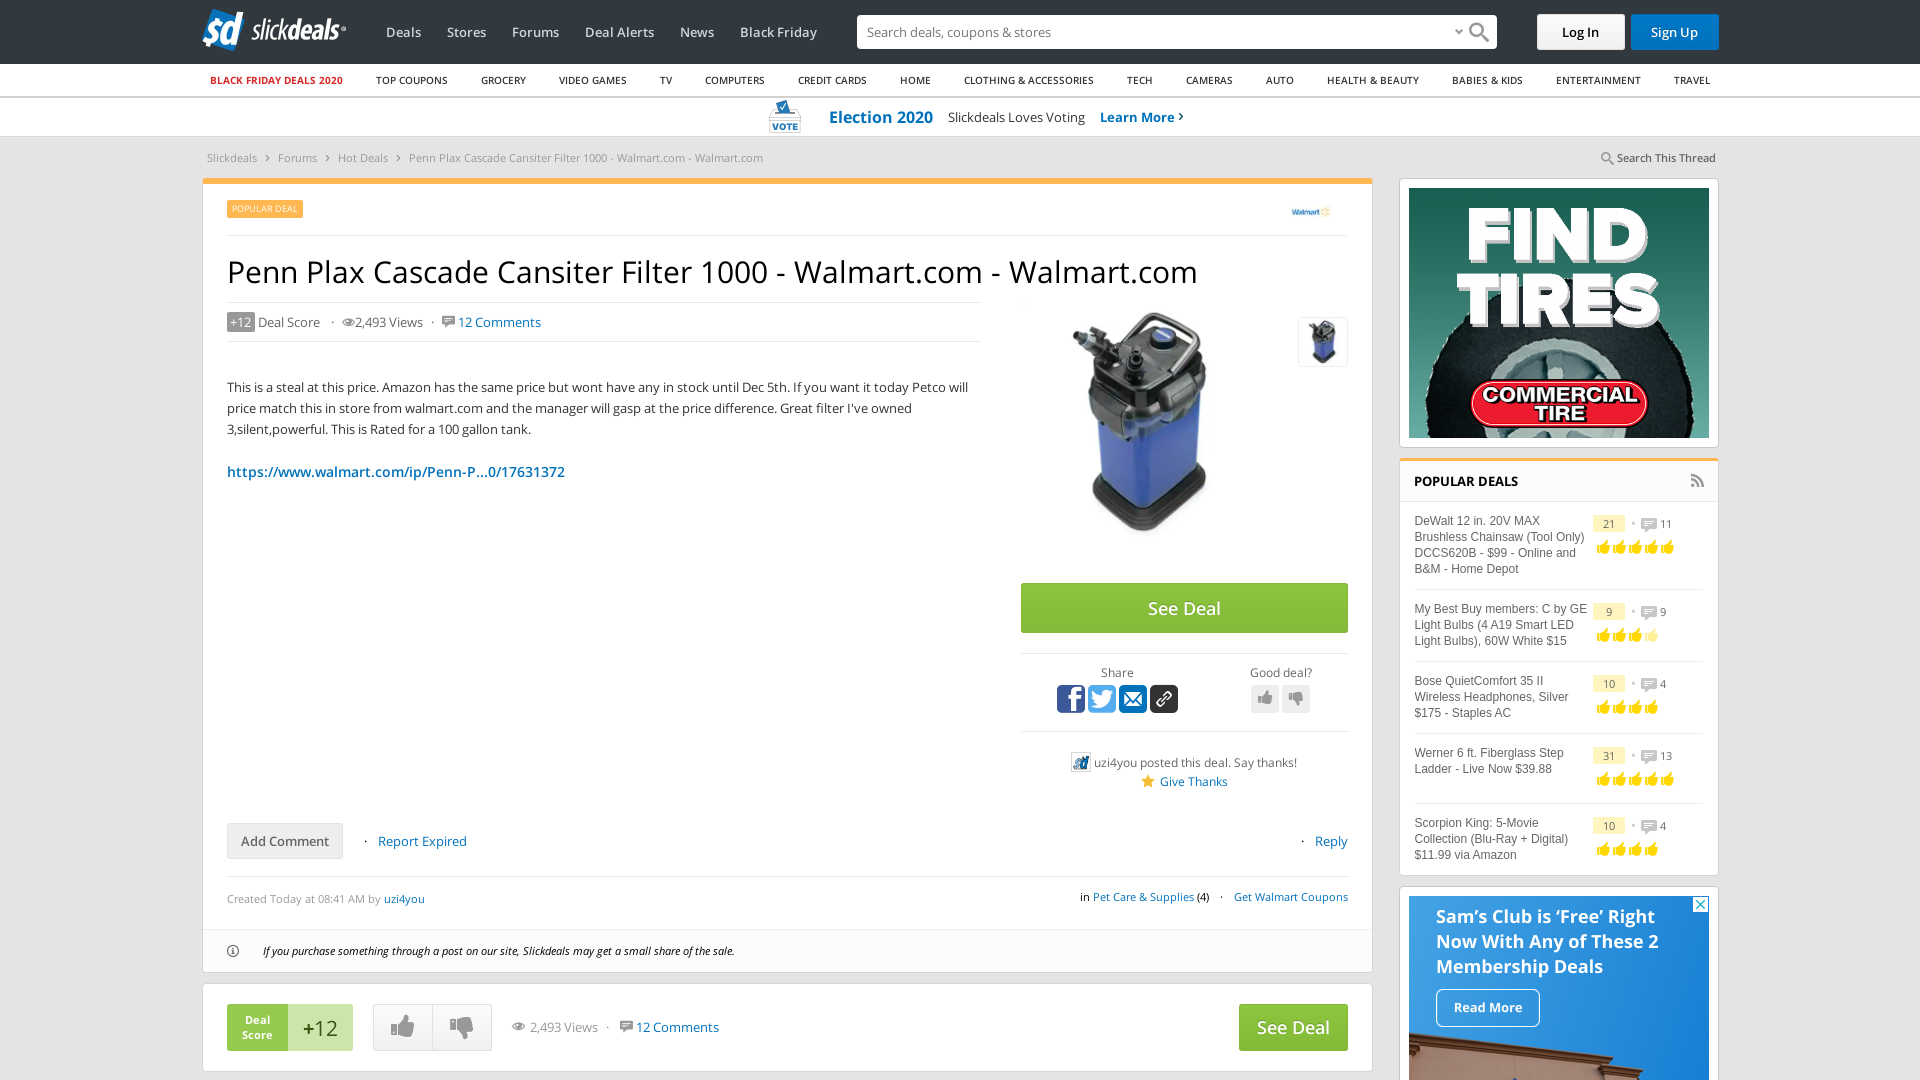 $d slickdeals
Deals
Stores
Forums
Deal Alerts
News
Black Friday
Search deals, coupons & stores
Log In
Sign Up
BLACK FRIDAY DEALS 2020
TOP COUPONS
GROCERY
VIDEO GAMES
TV
COMPUTERS
CREDIT CARDS
HOME
CLOTHING & ACCESSORIES
TECH
CAMERAS
AUTO
HEALTH & BEAUTY
BABIES & KIDS
ENTERTAINMENT
TRAVEL
VOTE
Election 2020 Slickdeals Loves Voting Learn More
Slickdeals › Forums › Hot Deals › Penn Plax Cascade Cansiter Filter 1000 - Walmart.com - Walmart.com
Search This Thread
POPULAR DEAL
Walmart
Penn Plax Cascade Cansiter Filter 1000 - Walmart.com - Walmart.com
+12 Deal Score · 2,493 Views · 12 Comments
This is a steal at this price. Amazon has the same price but wont have any in stock until Dec 5th. If you want it today Petco will
price match this in store from walmart.com and the manager will gasp at the price difference. Great filter I've owned
3,silent,powerful. This is Rated for a 100 gallon tank.
https://www.walmart.com/ip/Penn-P...0/17631372
See Deal
Share
Good deal?
uzi4you posted this deal. Say thanks!
Give Thanks
Add Comment · Report Expired
· Reply
Created Today at 08:41 AM by uzi4you
in Pet Care & Supplies (4) · Get Walmart Coupons
If you purchase something through a post on our site, Slickdeals may get a small share of the sale.
Deal
Score
+12
2,493 Views · 12 Comments
See Deal
FIND
TIRES
COMMERCIAL
TIRE
POPULAR DEALS
DeWalt 12 in. 20V MAX
Brushless Chainsaw (Tool Only)
DCCS620B - $99 - Online and
B&M - Home Depot
21 • 11
My Best Buy members: C by GE
Light Bulbs (4 A19 Smart LED
Light Bulbs), 60W White $15
9 • 9
Bose QuietComfort 35 II
Wireless Headphones, Silver
$175 - Staples AC
10 • 4
Werner 6 ft. Fiberglass Step
Ladder - Live Now $39.88
31 • 13
Scorpion King: 5-Movie
Collection (Blu-Ray + Digital)
$11.99 via Amazon
10 • 4
Sam's Club is 'Free' Right
Now With Any of These 2
Membership Deals
Read More